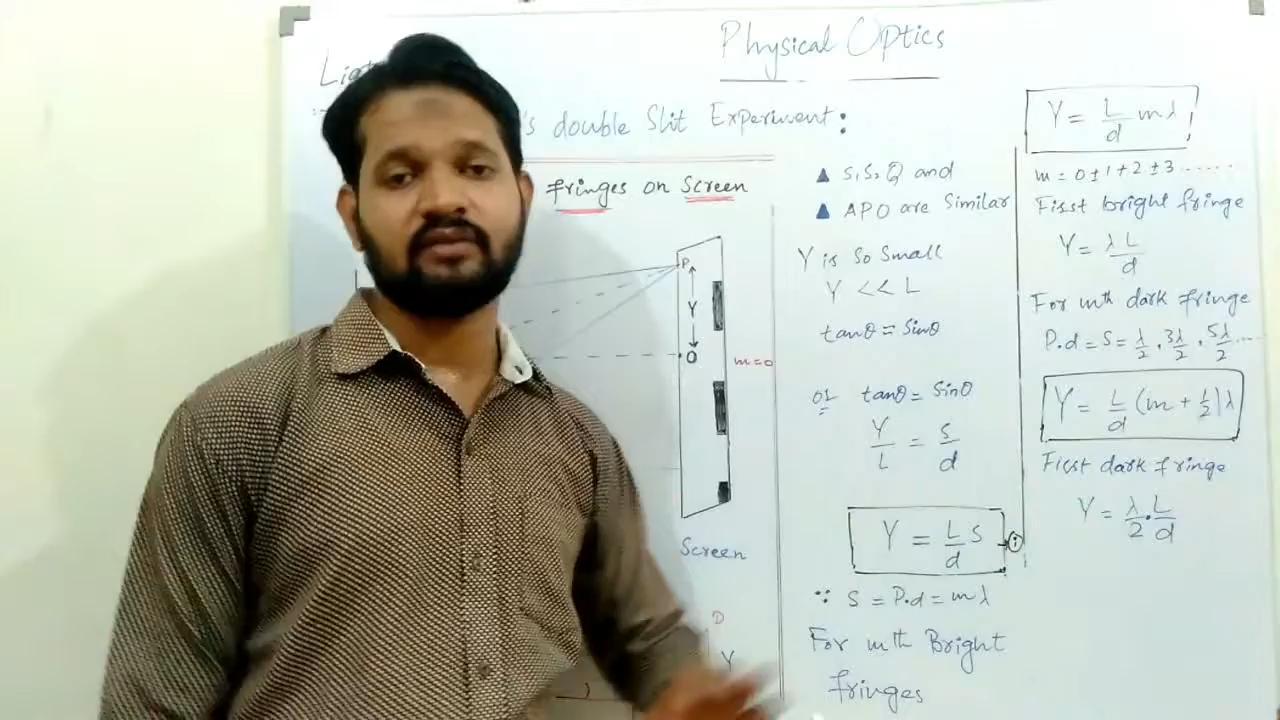 Physical Optics
's double Slit Experiment:
fringes on Screen
P
Y
O
m=0
Screen
D
Y
▲ S₁S₂Q and
▲ APO are Similar
Y is so Small
Y << L
tanθ = Sinθ
or tanθ = Sinθ
Y/L = S/d
Y = L/d S
∵ S = P.d = mλ
For mth Bright
fringes
Y = L/d mλ
m = 0 ±1 ±2 ±3 ......
First bright fringe
Y = λL/d
For mth dark fringe
P.d = S = λ/2, 3λ/2, 5λ/2 ...
Y = L/d (m + 1/2)λ
First dark fringe
Y = λ/2 . L/d